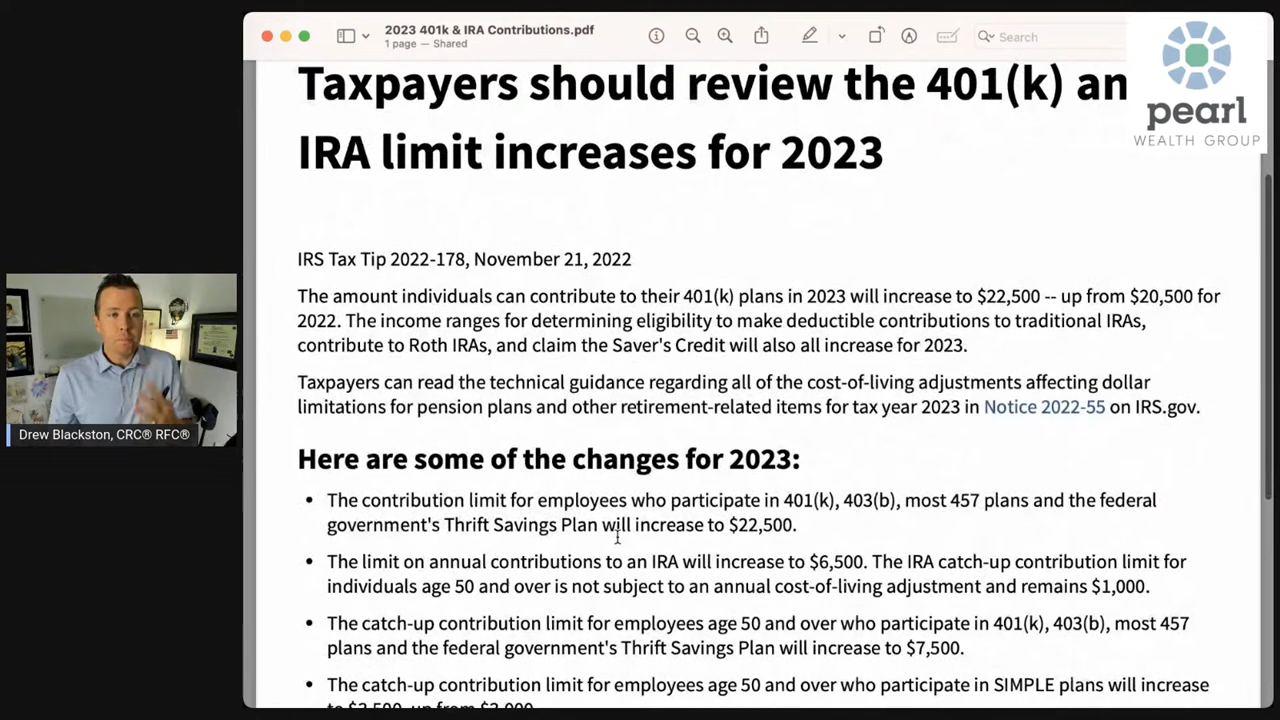 2023 401k & IRA Contributions.pdf
1 page — Shared
Search
pearl
WEALTH GROUP
Taxpayers should review the 401(k) an
IRA limit increases for 2023
IRS Tax Tip 2022-178, November 21, 2022
The amount individuals can contribute to their 401(k) plans in 2023 will increase to $22,500 -- up from $20,500 for
2022. The income ranges for determining eligibility to make deductible contributions to traditional IRAs,
contribute to Roth IRAs, and claim the Saver's Credit will also all increase for 2023.
Taxpayers can read the technical guidance regarding all of the cost-of-living adjustments affecting dollar
limitations for pension plans and other retirement-related items for tax year 2023 in Notice 2022-55 on IRS.gov.
Drew Blackston, CRC® RFC®
Here are some of the changes for 2023:
• The contribution limit for employees who participate in 401(k), 403(b), most 457 plans and the federal
government's Thrift Savings Plan will increase to $22,500.
• The limit on annual contributions to an IRA will increase to $6,500. The IRA catch-up contribution limit for
individuals age 50 and over is not subject to an annual cost-of-living adjustment and remains $1,000.
• The catch-up contribution limit for employees age 50 and over who participate in 401(k), 403(b), most 457
plans and the federal government's Thrift Savings Plan will increase to $7,500.
• The catch-up contribution limit for employees age 50 and over who participate in SIMPLE plans will increase
to $3,500, up from $3,000.